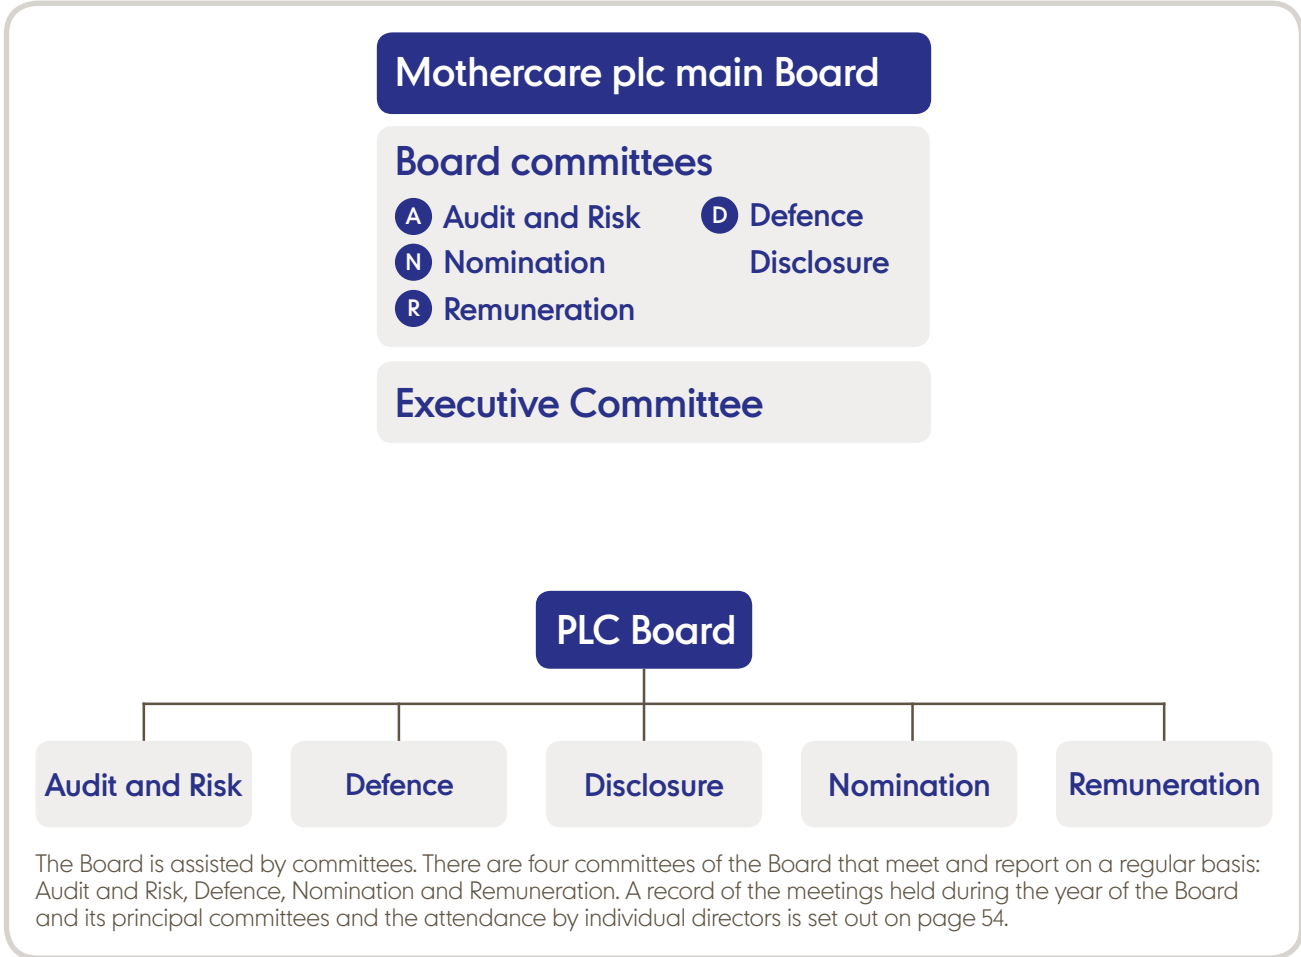 Mothercare plc main Board
Board committees
A Audit and Risk
N Nomination
R Remuneration
D Defence
Disclosure
Executive Committee
PLC Board
Audit and Risk
Defence
Disclosure
Nomination
Remuneration
The Board is assisted by committees. There are four committees of the Board that meet and report on a regular basis:
Audit and Risk, Defence, Nomination and Remuneration. A record of the meetings held during the year of the Board
and its principal committees and the attendance by individual directors is set out on page 54.